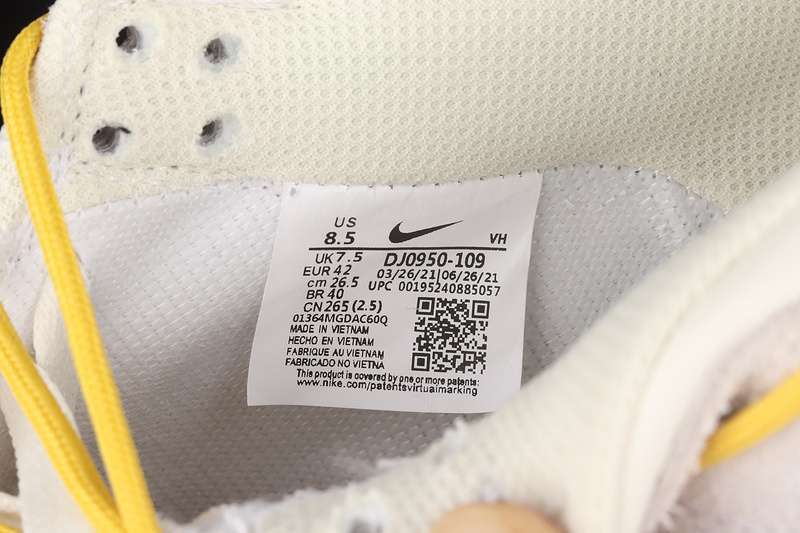 US
8.5
VH
UK 7.5
DJ0950-109
EUR 42
03/26/21 | 06/26/21
cm 26.5
UPC 00195240885057
BR 40
CN 265 (2.5)
01364MGDAC60Q
MADE IN VIETNAM
HECHO EN VIETNAM
FABRIQUE AU VIETNAM
FABRICADO NO VIETNA
This product is covered by one or more patents:
www.nike.com/patentsvirtualmarking